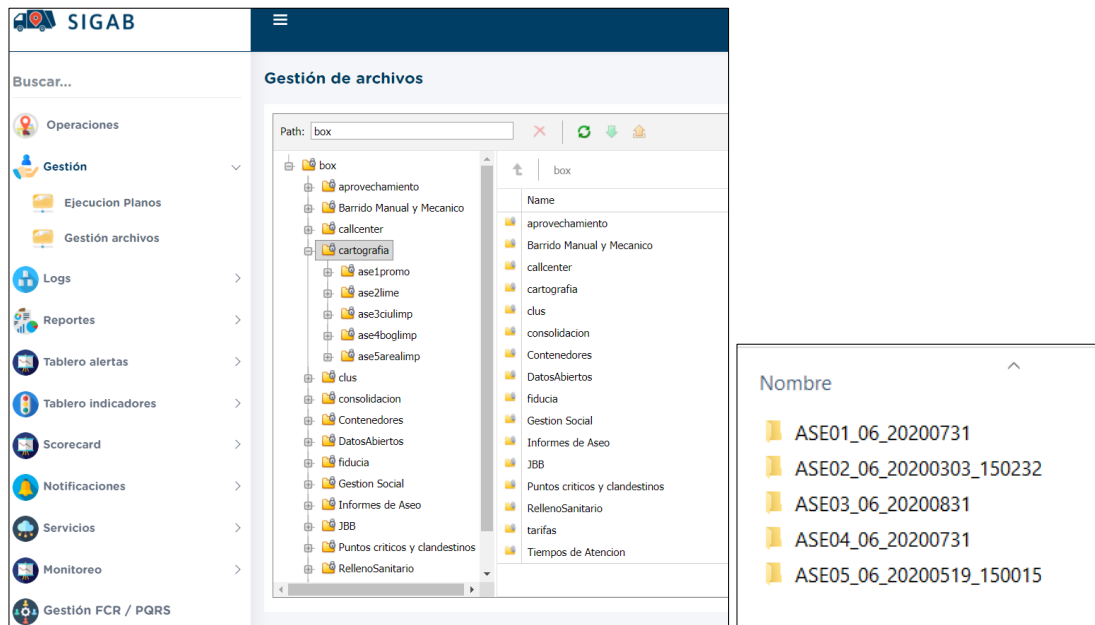 SIGAB
Buscar...
Operaciones
Gestión
Ejecucion Planos
Gestión archivos
Logs
Reportes
Tablero alertas
Tablero indicadores
Scorecard
Notificaciones
Servicios
Monitoreo
Gestión FCR / PQRS
Gestión de archivos
Path: box
box
aprovechamiento
Barrido Manual y Mecanico
callcenter
cartografia
ase1promo
ase2lime
ase3ciulimp
ase4boglimp
ase5arealimp
clus
consolidacion
Contenedores
DatosAbiertos
fiducia
Gestion Social
Informes de Aseo
JBB
Puntos criticos y clandestinos
RellenoSanitario
box
Name
aprovechamiento
Barrido Manual y Mecanico
callcenter
cartografia
clus
consolidacion
Contenedores
DatosAbiertos
fiducia
Gestion Social
Informes de Aseo
JBB
Puntos criticos y clandestinos
RellenoSanitario
tarifas
Tiempos de Atencion
Nombre
ASE01_06_20200731
ASE02_06_20200303_150232
ASE03_06_20200831
ASE04_06_20200731
ASE05_06_20200519_150015